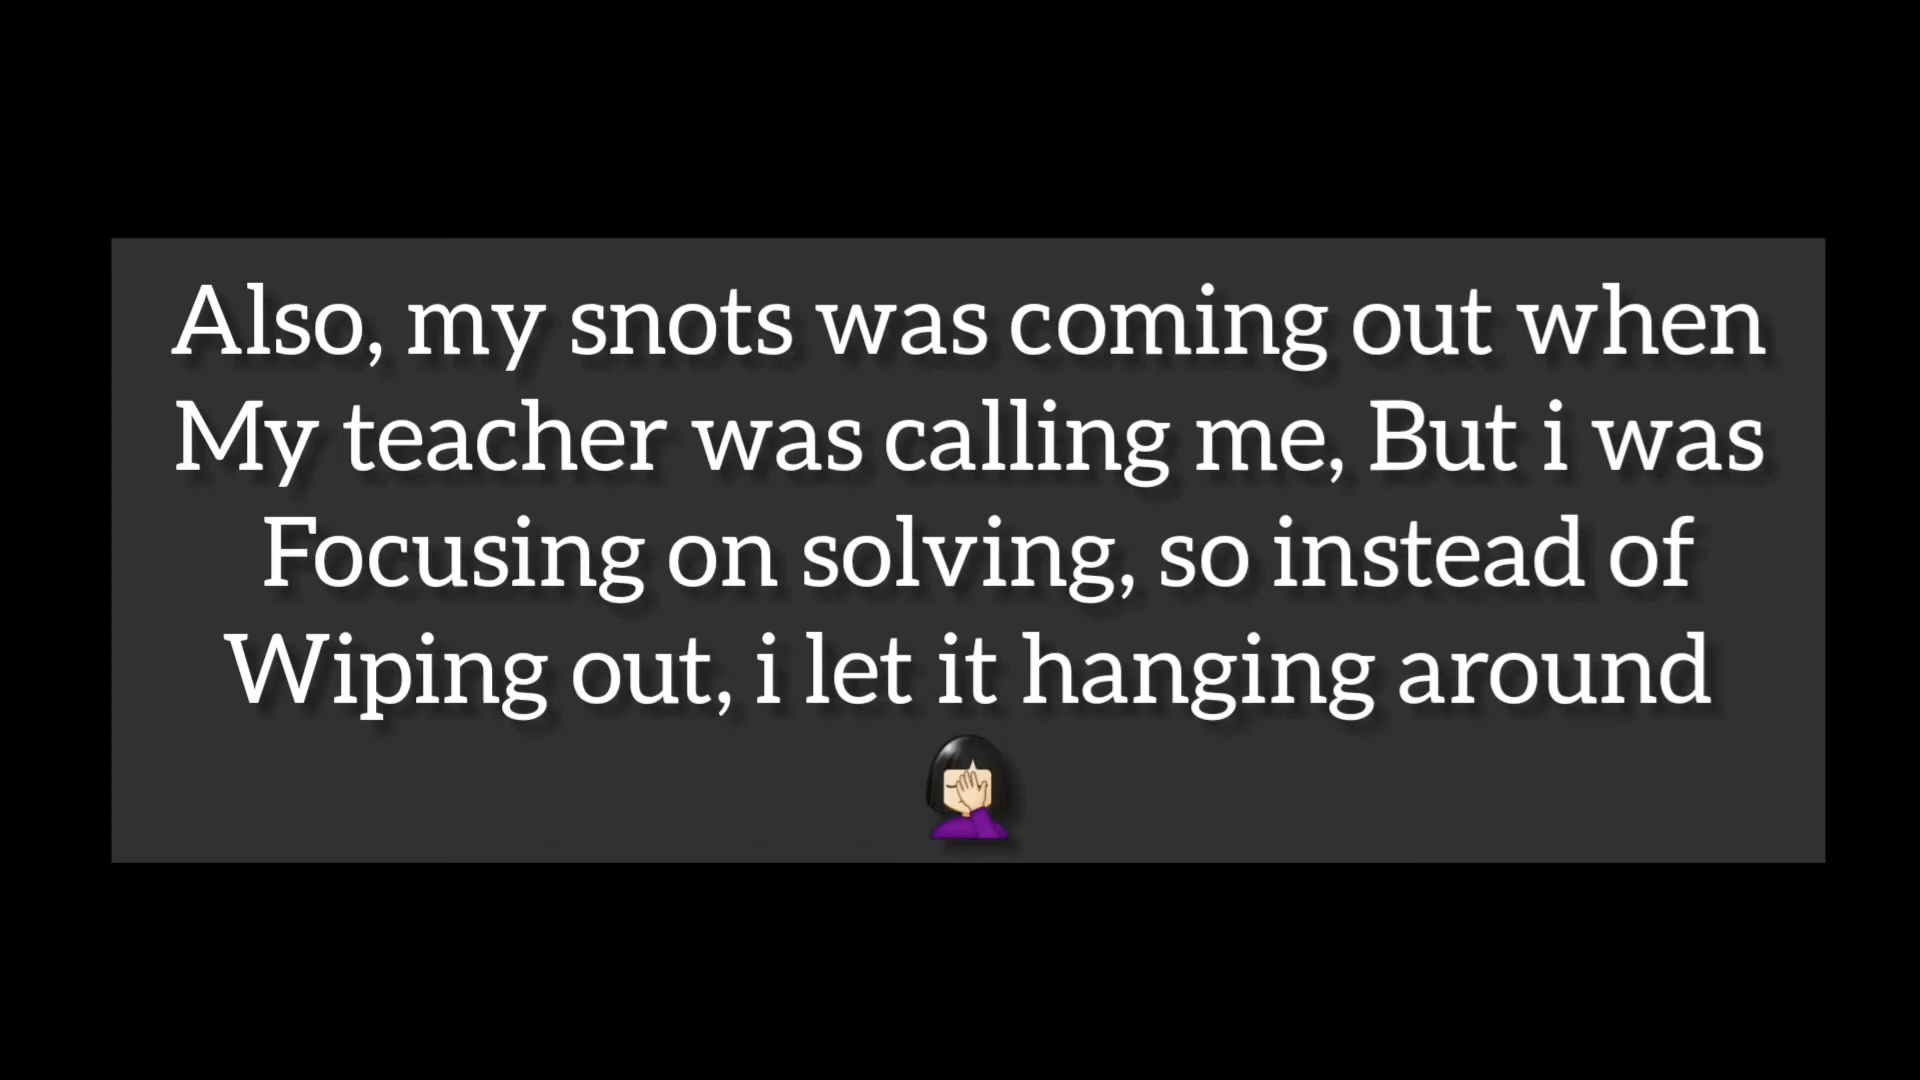 Also, my snots was coming out when
My teacher was calling me, But i was
Focusing on solving, so instead of
Wiping out, i let it hanging around
🤦🏻‍♀️